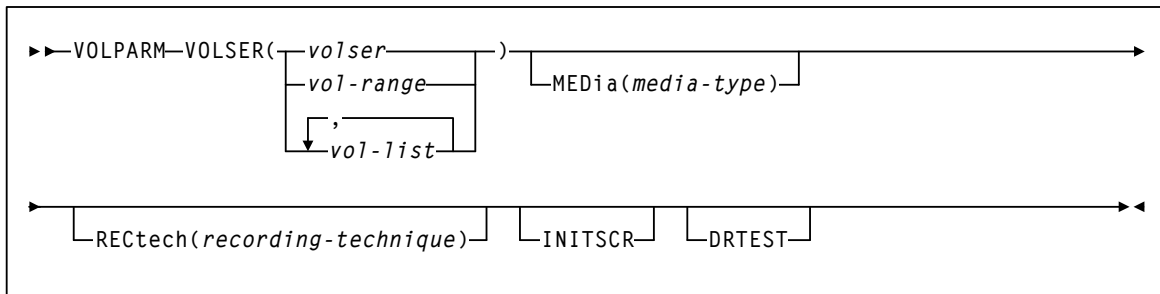 VOLPARM VOLSER( volser ) MEDia(media-type)
vol-range
,
vol-list
RECtech(recording-technique) INITSCR DRTEST